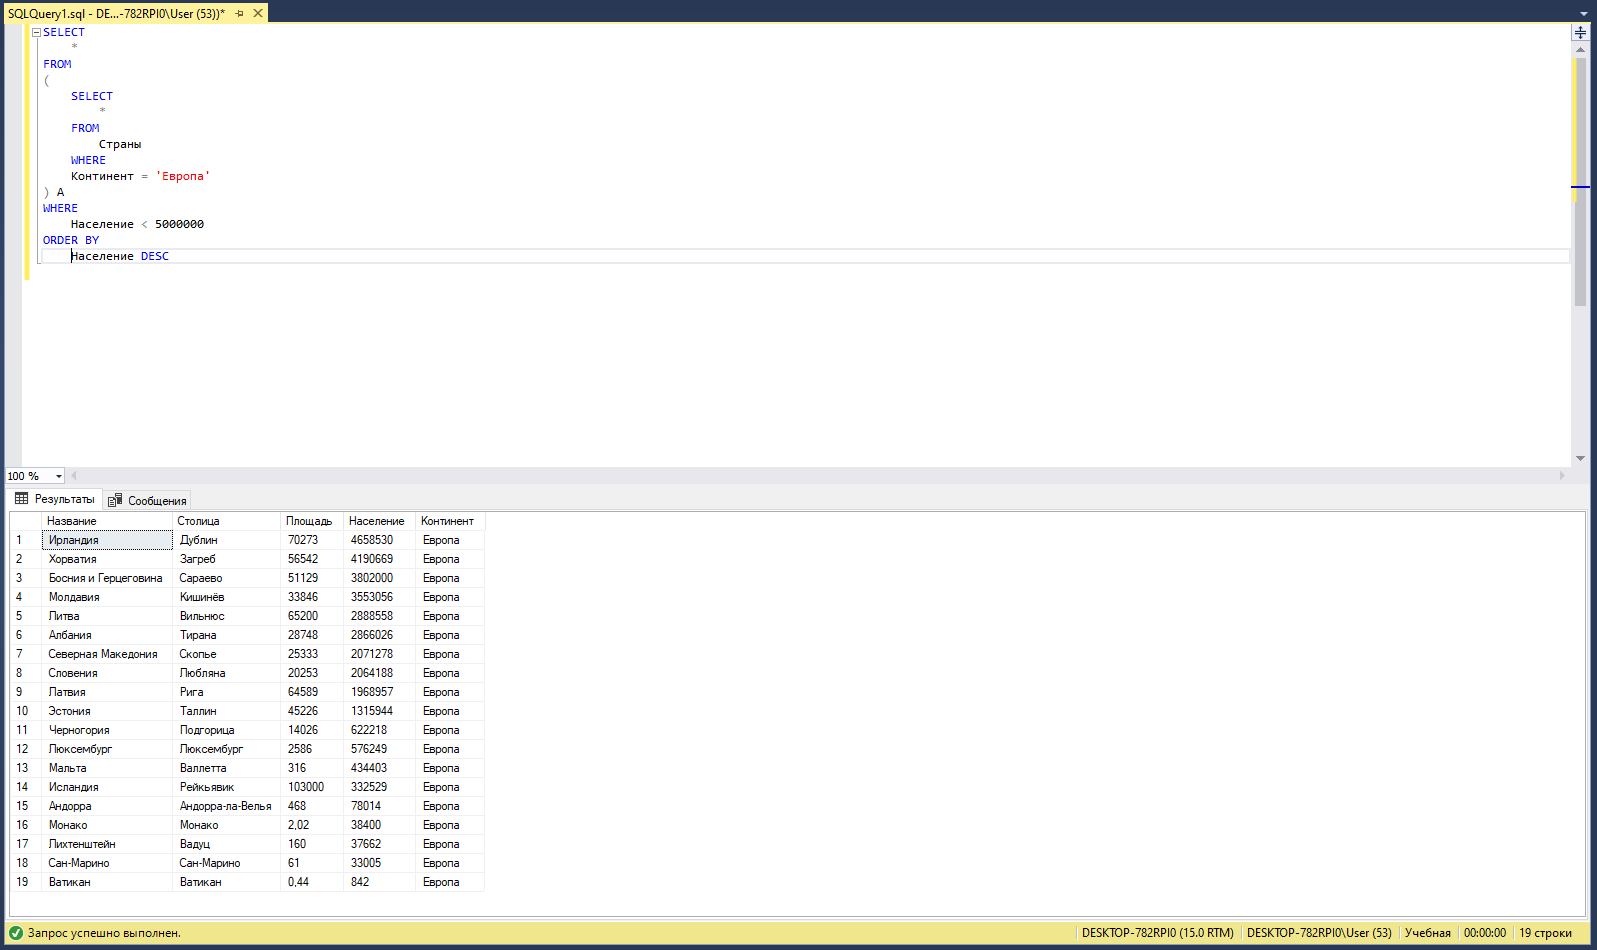 SQLQuery1.sql - DE...-782RPI0\User (53))*
SELECT
*
FROM
(
SELECT
*
FROM
Страны
WHERE
Континент = 'Европа'
) A
WHERE
Население < 5000000
ORDER BY
Население DESC
100 %
Результаты Сообщения
Название Столица Площадь Население Континент
1 Ирландия Дублин 70273 4658530 Европа
2 Хорватия Загреб 56542 4190669 Европа
3 Босния и Герцеговина Сараево 51129 3802000 Европа
4 Молдавия Кишинёв 33846 3553056 Европа
5 Литва Вильнюс 65200 2888558 Европа
6 Албания Тирана 28748 2866026 Европа
7 Северная Македония Скопье 25333 2071278 Европа
8 Словения Любляна 20253 2064188 Европа
9 Латвия Рига 64589 1968957 Европа
10 Эстония Таллин 45226 1315944 Европа
11 Черногория Подгорица 14026 622218 Европа
12 Люксембург Люксембург 2586 576249 Европа
13 Мальта Валлетта 316 434403 Европа
14 Исландия Рейкьявик 103000 332529 Европа
15 Андорра Андорра-ла-Велья 468 78014 Европа
16 Монако Монако 2,02 38400 Европа
17 Лихтенштейн Вадуц 160 37662 Европа
18 Сан-Марино Сан-Марино 61 33005 Европа
19 Ватикан Ватикан 0,44 842 Европа
Запрос успешно выполнен. DESKTOP-782RPI0 (15.0 RTM) DESKTOP-782RPI0\User (53) Учебная 00:00:00 19 строки